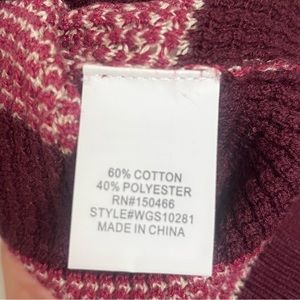 60% COTTON
40% POLYESTER
RN#150466
STYLE#WGS10281
MADE IN CHINA